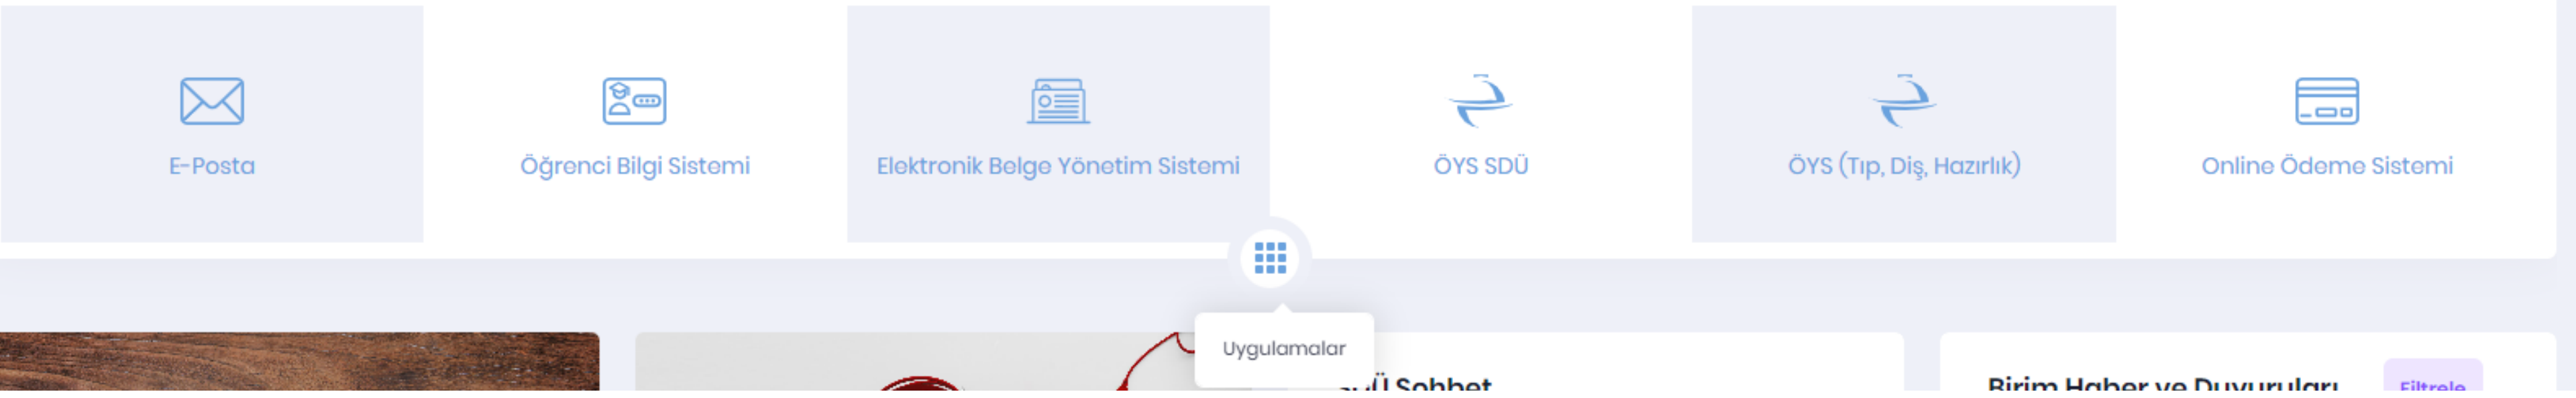 E-Posta
Öğrenci Bilgi Sistemi
Elektronik Belge Yönetim Sistemi
ÖYS SDÜ
ÖYS (Tıp, Diş, Hazırlık)
Online Ödeme Sistemi
Uygulamalar
Sohbet
Birim Haber ve Duyuruları
Filtrele